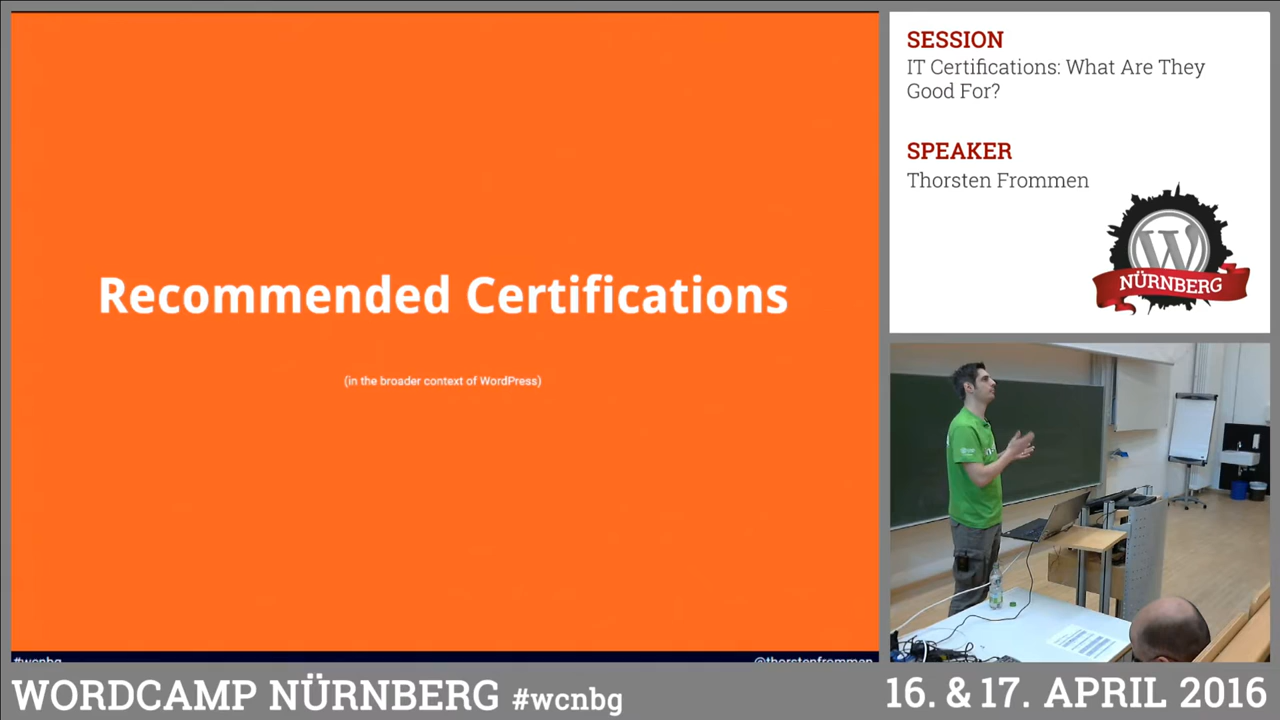 Recommended Certifications
(in the broader context of WordPress)
#wcnbg
@thorstenfrommen
SESSION
IT Certifications: What Are They
Good For?
SPEAKER
Thorsten Frommen
W
NÜRNBERG
WORDCAMP NÜRNBERG #wcnbg
16. & 17. APRIL 2016